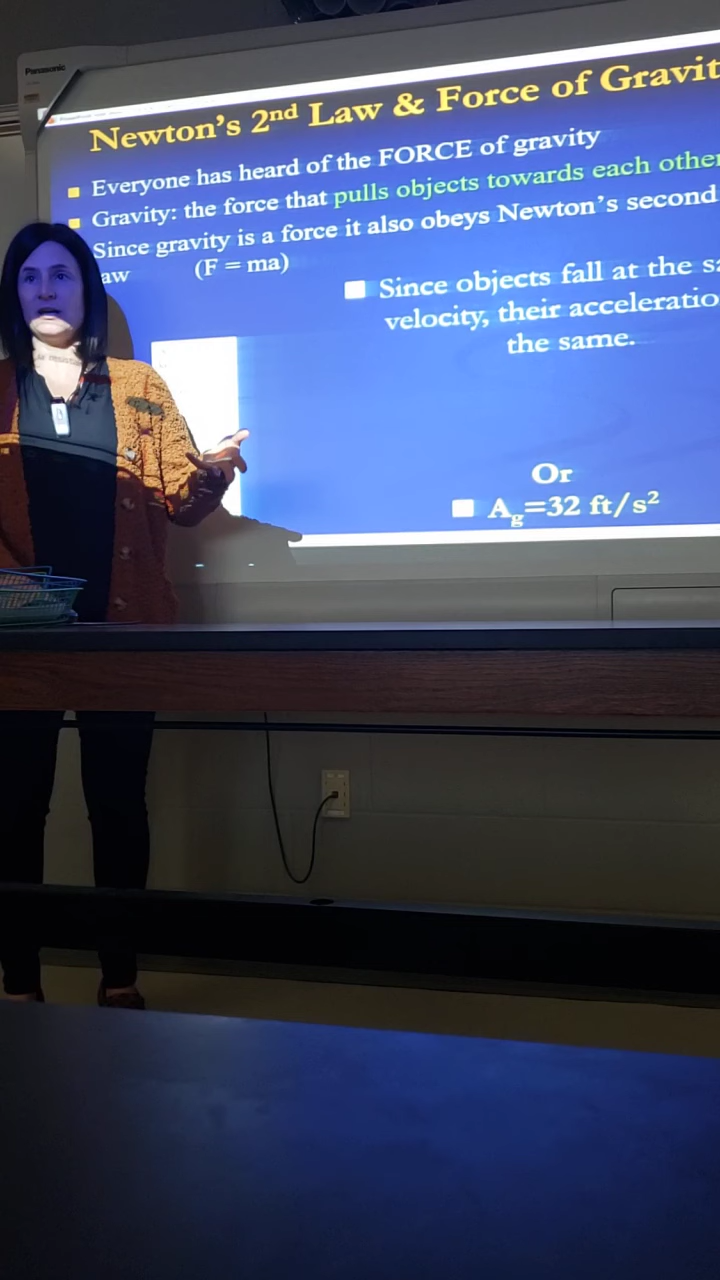 Panasonic
Newton's 2nd Law & Force of Gravit
Everyone has heard of the FORCE of gravity
Gravity: the force that pulls objects towards each other
Since gravity is a force it also obeys Newton's second
aw (F = ma)
Since objects fall at the sa
velocity, their acceleratio
the same.
Or
Ag=32 ft/s²